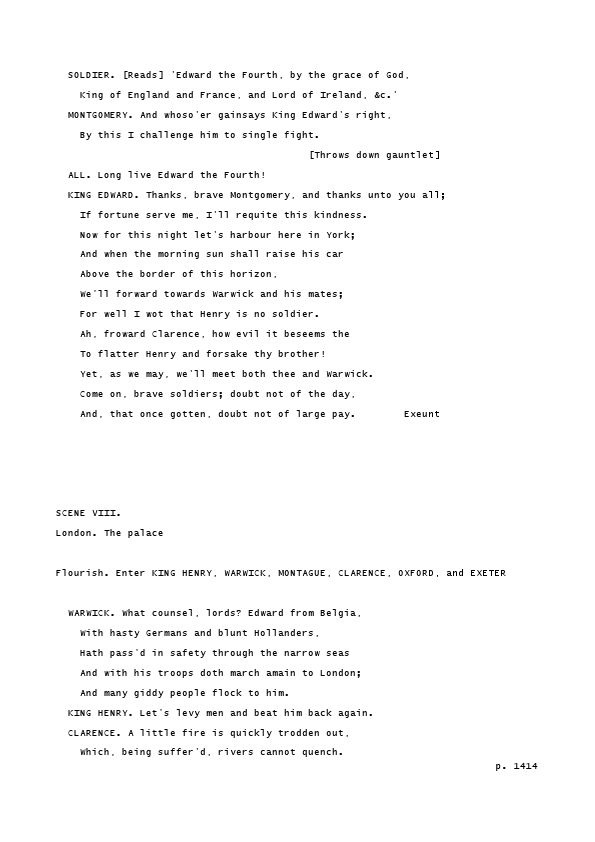 SOLDIER. [Reads] 'Edward the Fourth, by the grace of God,
King of England and France, and Lord of Ireland, &c.'
MONTGOMERY. And whoso'er gainsays King Edward's right,
By this I challenge him to single fight.
[Throws down gauntlet]
ALL. Long live Edward the Fourth!
KING EDWARD. Thanks, brave Montgomery, and thanks unto you all;
If fortune serve me, I'll requite this kindness.
Now for this night let's harbour here in York;
And when the morning sun shall raise his car
Above the border of this horizon,
We'll forward towards Warwick and his mates;
For well I wot that Henry is no soldier.
Ah, froward Clarence, how evil it beseems the
To flatter Henry and forsake thy brother!
Yet, as we may, we'll meet both thee and Warwick.
Come on, brave soldiers; doubt not of the day,
And, that once gotten, doubt not of large pay. Exeunt
SCENE VIII.
London. The palace
Flourish. Enter KING HENRY, WARWICK, MONTAGUE, CLARENCE, OXFORD, and EXETER
WARWICK. What counsel, lords? Edward from Belgia,
With hasty Germans and blunt Hollanders,
Hath pass'd in safety through the narrow seas
And with his troops doth march amain to London;
And many giddy people flock to him.
KING HENRY. Let's levy men and beat him back again.
CLARENCE. A little fire is quickly trodden out,
Which, being suffer'd, rivers cannot quench.
p. 1414